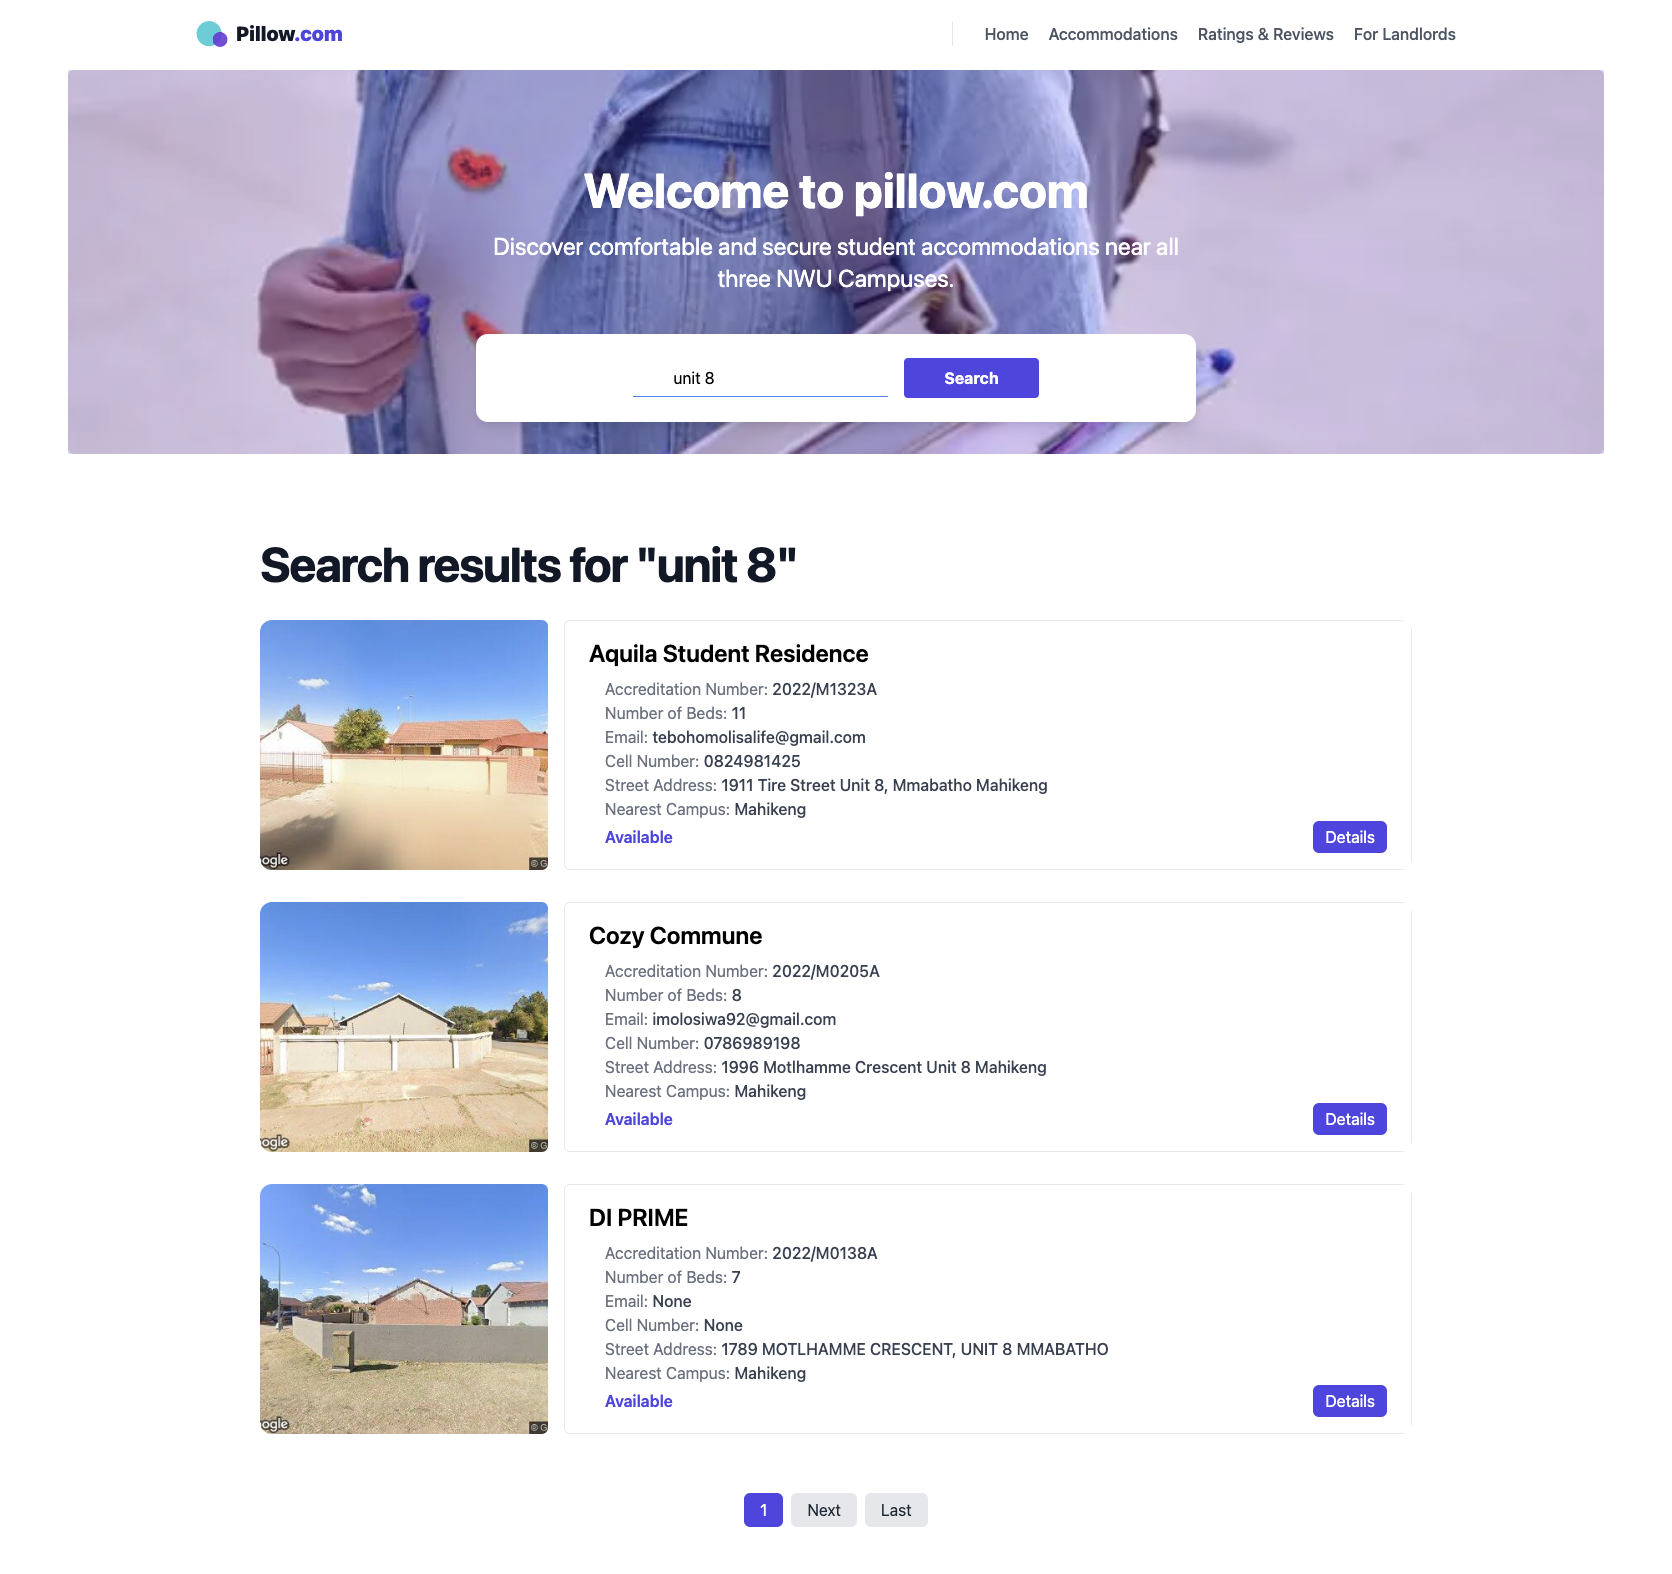 Pillow.com
Home Accommodations Ratings & Reviews For Landlords
Welcome to pillow.com
Discover comfortable and secure student accommodations near all
three NWU Campuses.
unit 8 Search
Search results for "unit 8"
Aquila Student Residence
Accreditation Number: 2022/M1323A
Number of Beds: 11
Email: tebohomolisalife@gmail.com
Cell Number: 0824981425
Street Address: 1911 Tire Street Unit 8, Mmabatho Mahikeng
Nearest Campus: Mahikeng
Available Details
ogle © G
Cozy Commune
Accreditation Number: 2022/M0205A
Number of Beds: 8
Email: imolosiwa92@gmail.com
Cell Number: 0786989198
Street Address: 1996 Motlhamme Crescent Unit 8 Mahikeng
Nearest Campus: Mahikeng
Available Details
ogle © G
DI PRIME
Accreditation Number: 2022/M0138A
Number of Beds: 7
Email: None
Cell Number: None
Street Address: 1789 MOTLHAMME CRESCENT, UNIT 8 MMABATHO
Nearest Campus: Mahikeng
Available Details
ogle © G
1 Next Last